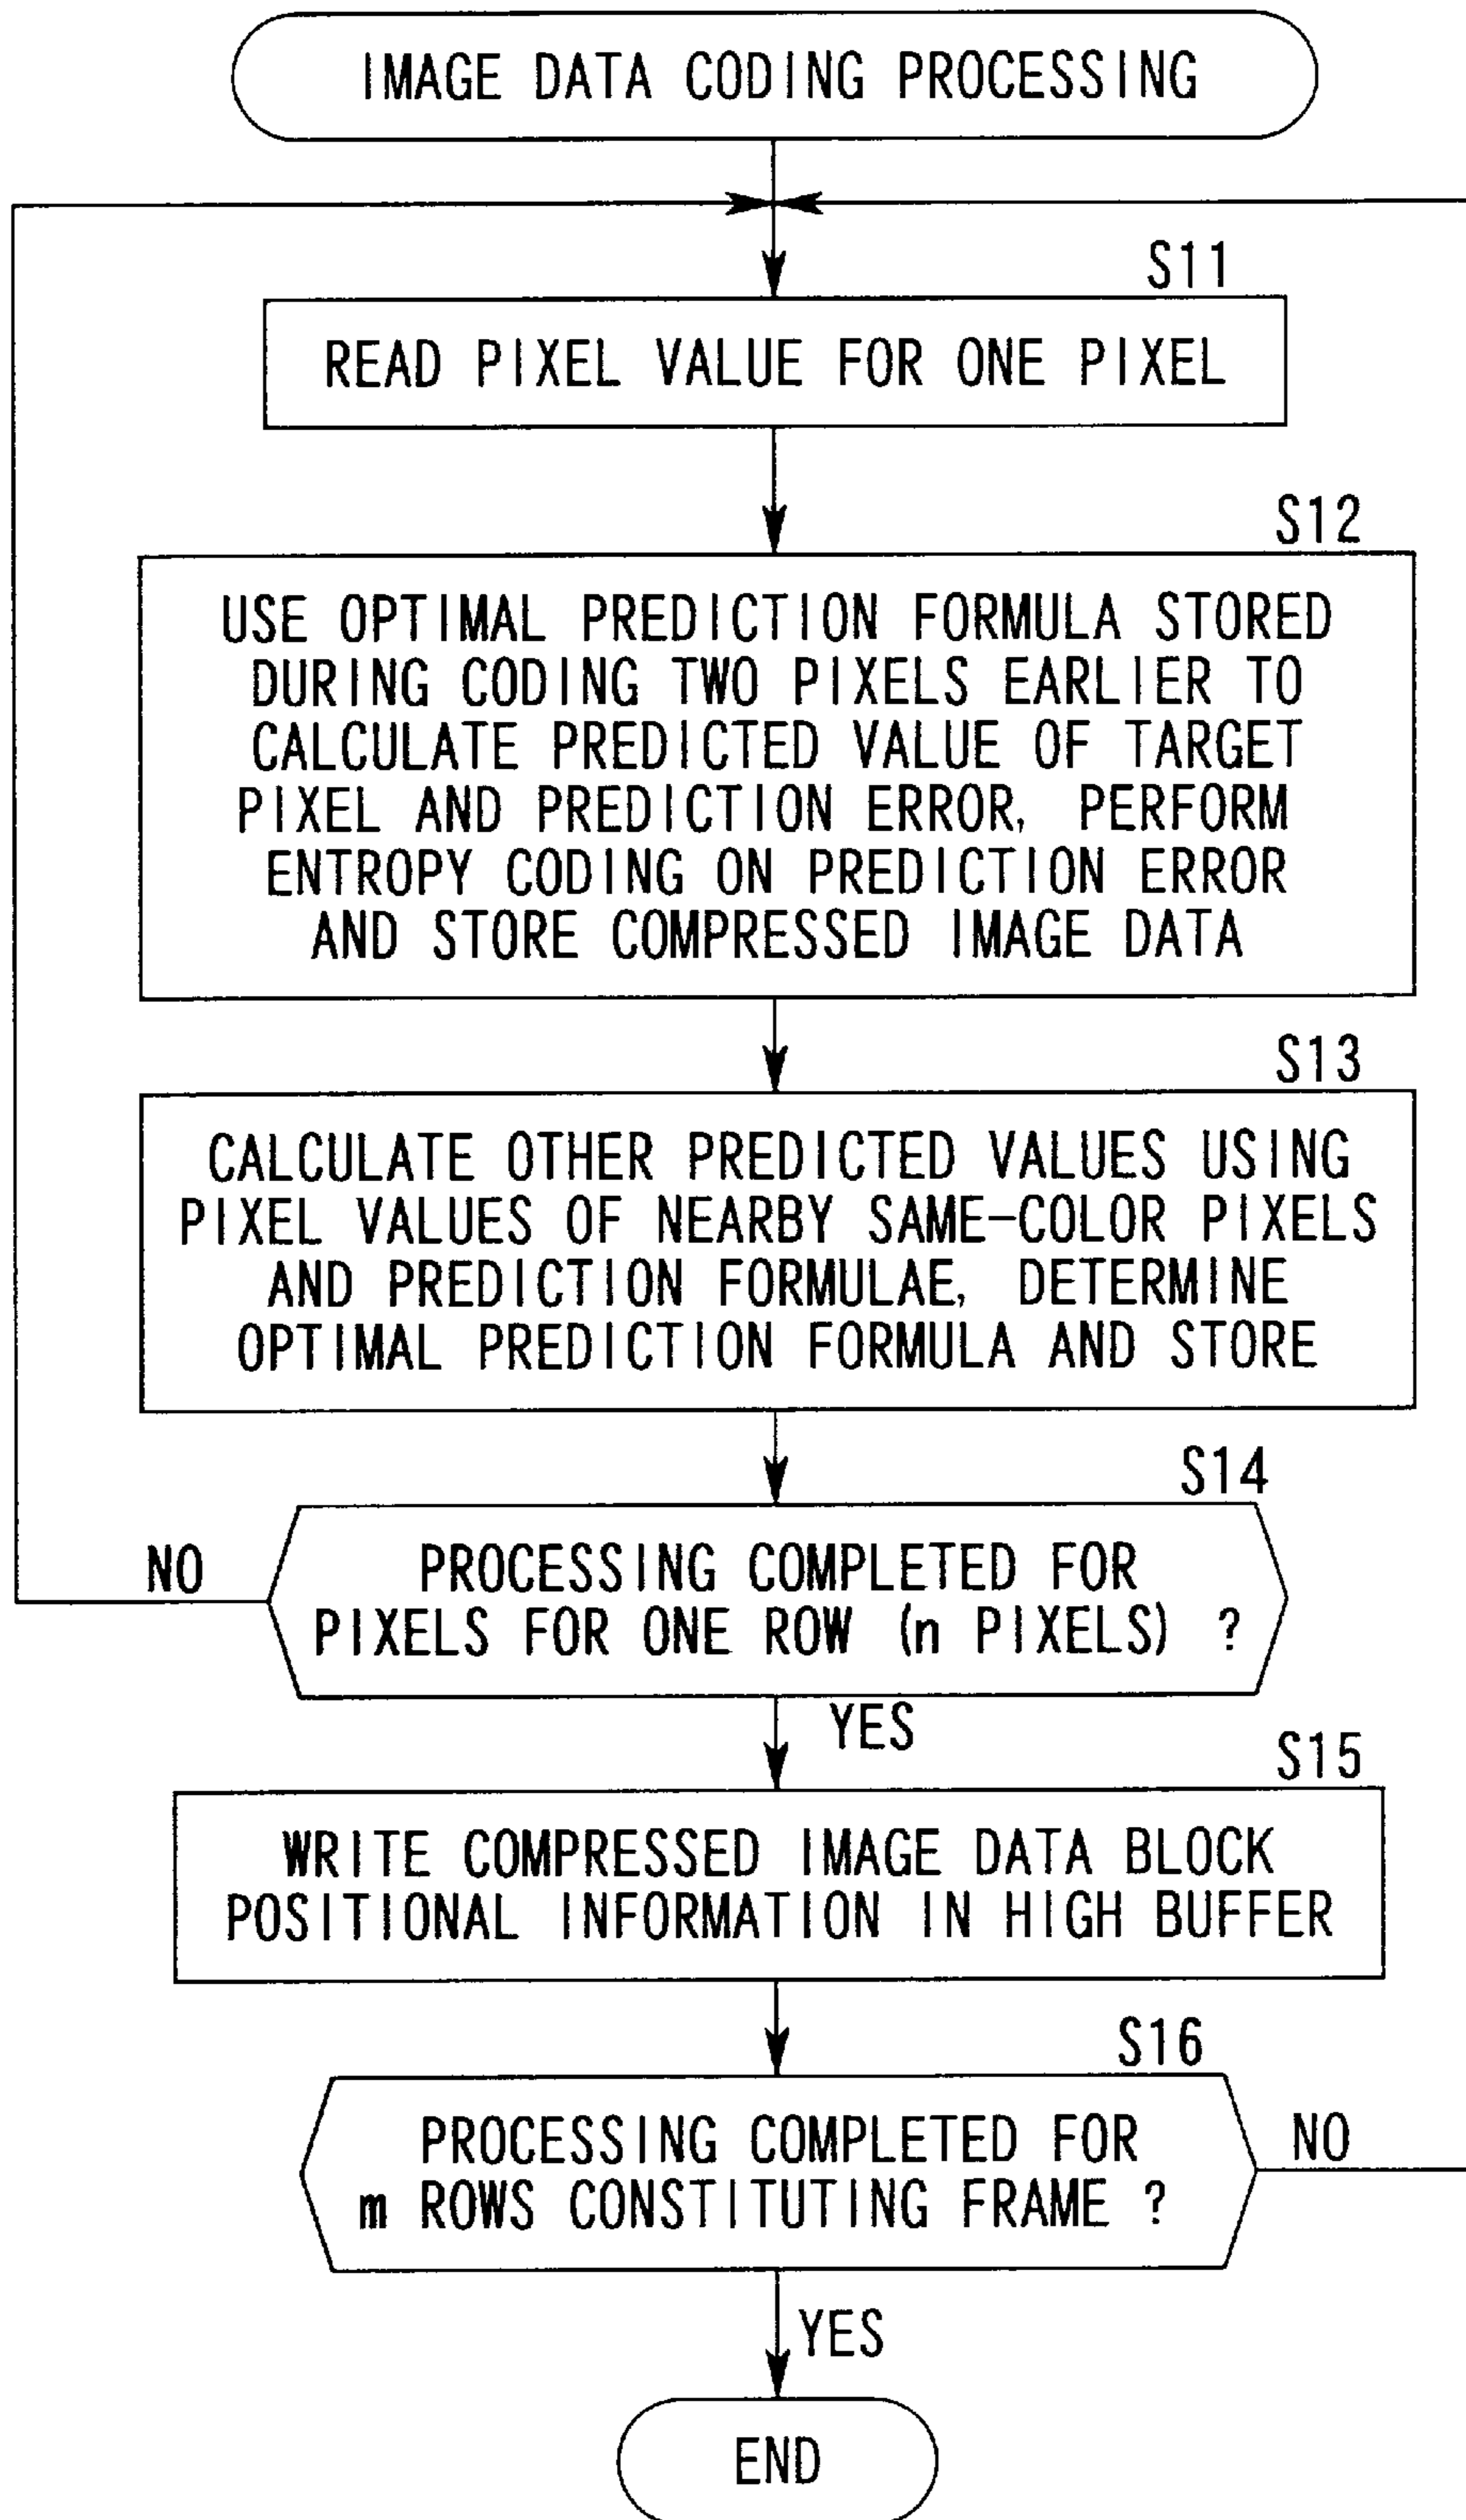 IMAGE DATA CODING PROCESSING
S11
READ PIXEL VALUE FOR ONE PIXEL
S12
USE OPTIMAL PREDICTION FORMULA STORED
DURING CODING TWO PIXELS EARLIER TO
CALCULATE PREDICTED VALUE OF TARGET
PIXEL AND PREDICTION ERROR, PERFORM
ENTROPY CODING ON PREDICTION ERROR
AND STORE COMPRESSED IMAGE DATA
S13
CALCULATE OTHER PREDICTED VALUES USING
PIXEL VALUES OF NEARBY SAME-COLOR PIXELS
AND PREDICTION FORMULAE, DETERMINE
OPTIMAL PREDICTION FORMULA AND STORE
S14
NO
PROCESSING COMPLETED FOR
PIXELS FOR ONE ROW (n PIXELS) ?
YES
S15
WRITE COMPRESSED IMAGE DATA BLOCK
POSITIONAL INFORMATION IN HIGH BUFFER
S16
PROCESSING COMPLETED FOR
m ROWS CONSTITUTING FRAME ?
NO
YES
END